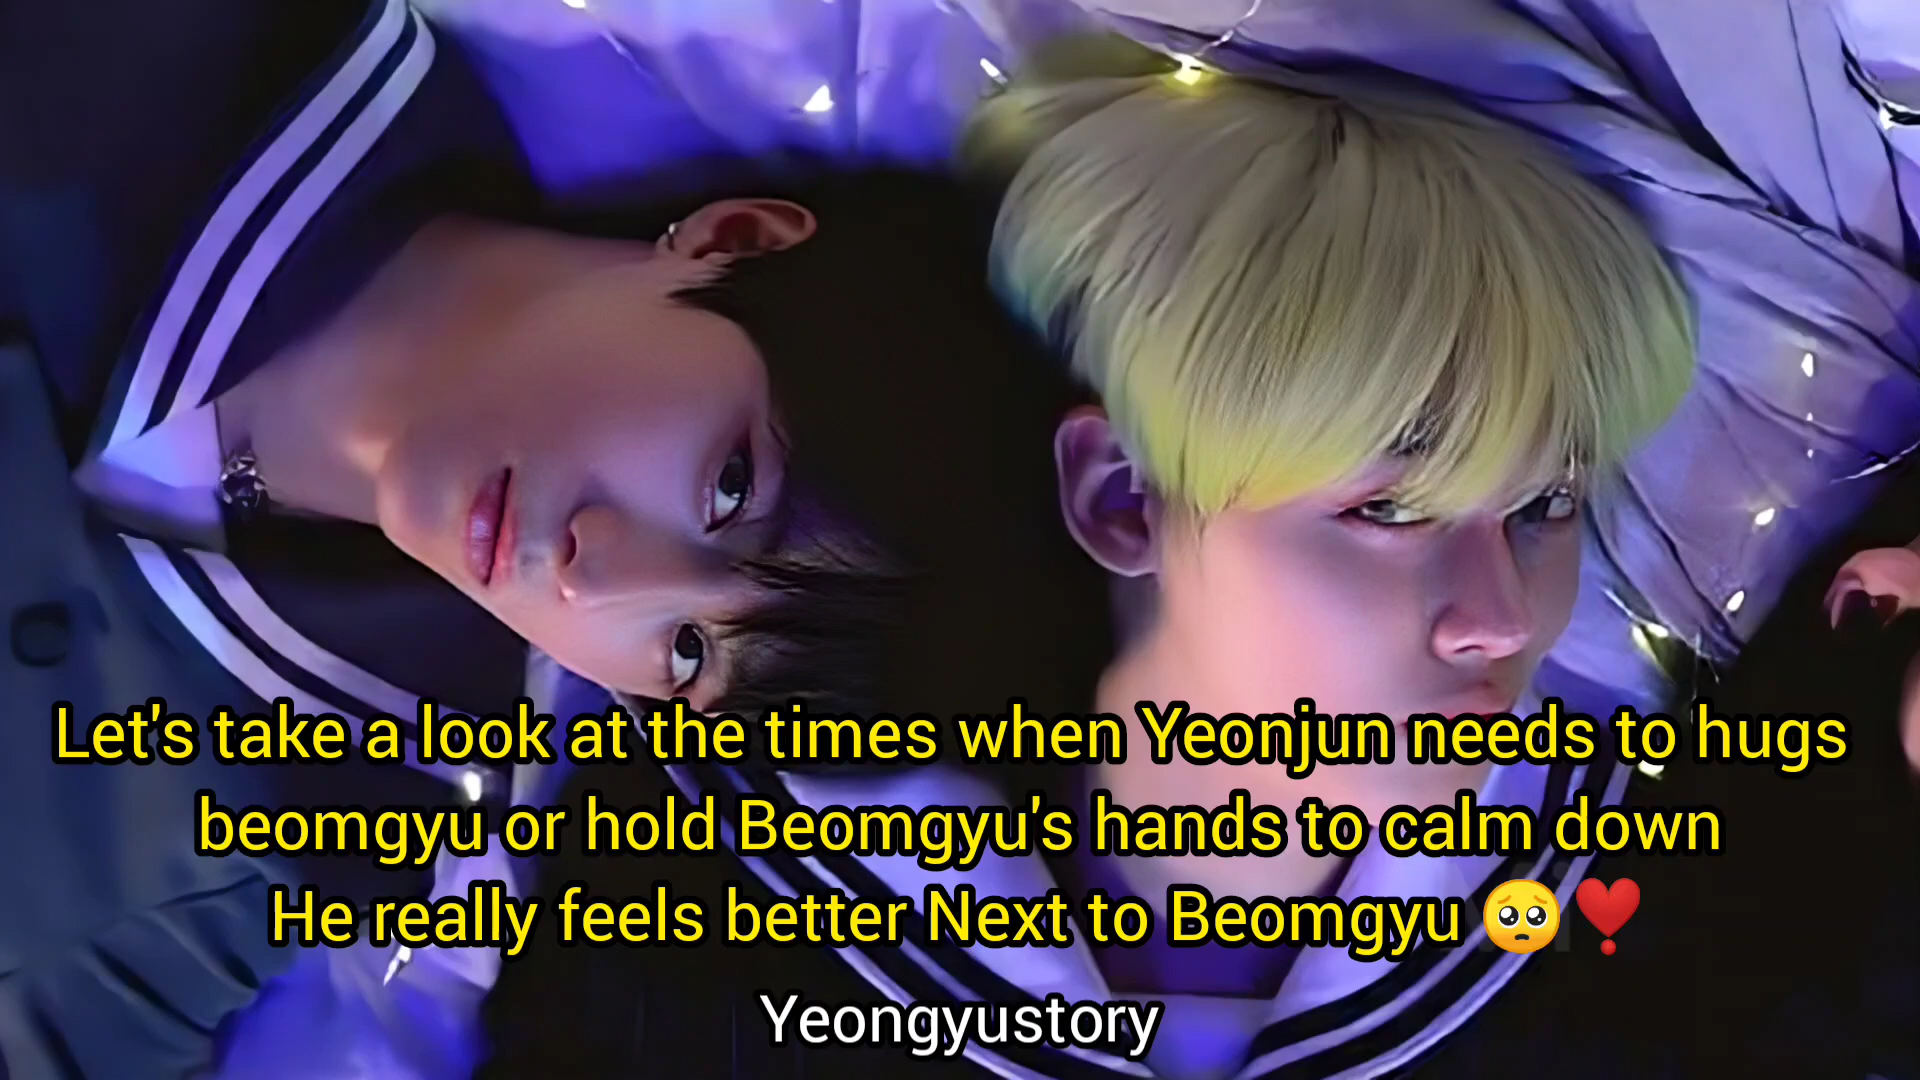 Let's take a look at the times when Yeonjun needs to hugs
beomgyu or hold Beomgyu's hands to calm down
He really feels better Next to Beomgyu 🥺❣️
Yeongyustory